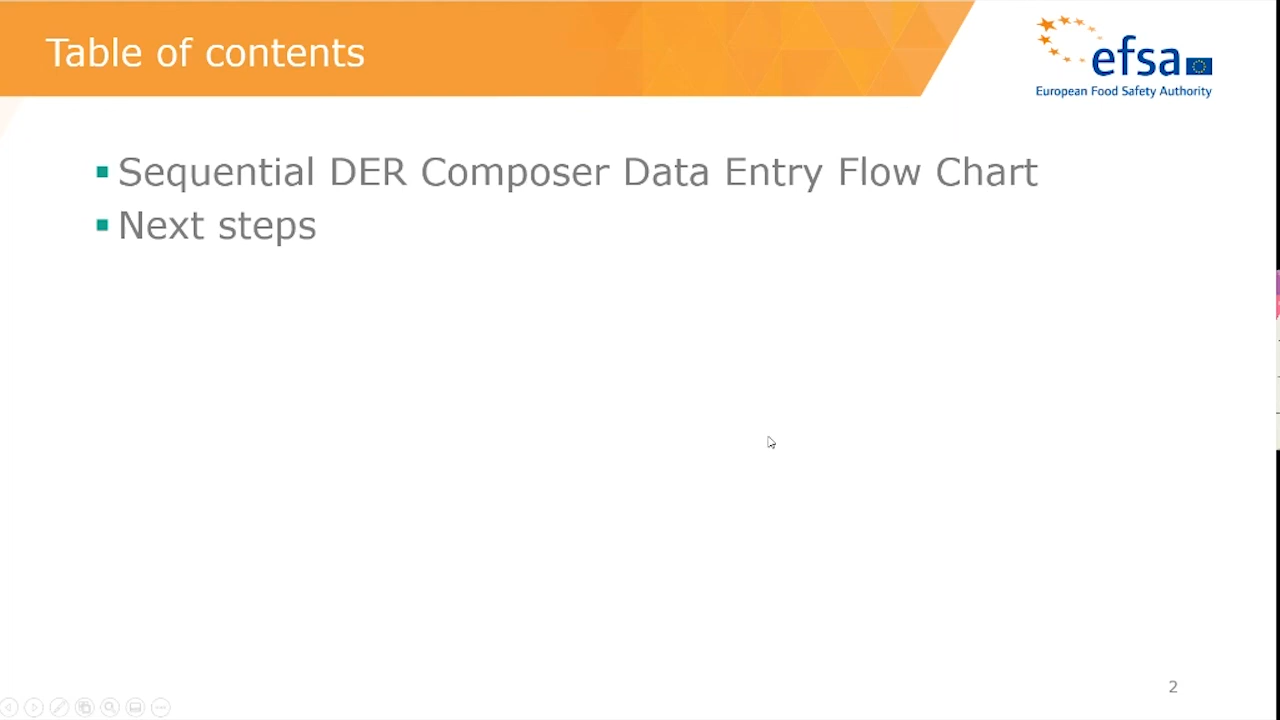 Table of contents
efsa
European Food Safety Authority
Sequential DER Composer Data Entry Flow Chart
Next steps
2